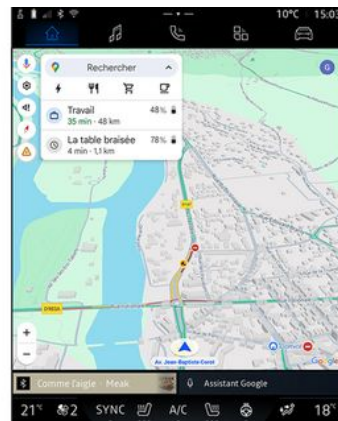 10°C 15:03
Rechercher
G
Travail 48%
35 min · 48 km
La table braisée 78%
4 min · 1,1 km
Av. Jean-Baptiste-Corot
Google
Comme l'aigle - Meak
Assistant Google
21°c 2 SYNC A/C 18°c